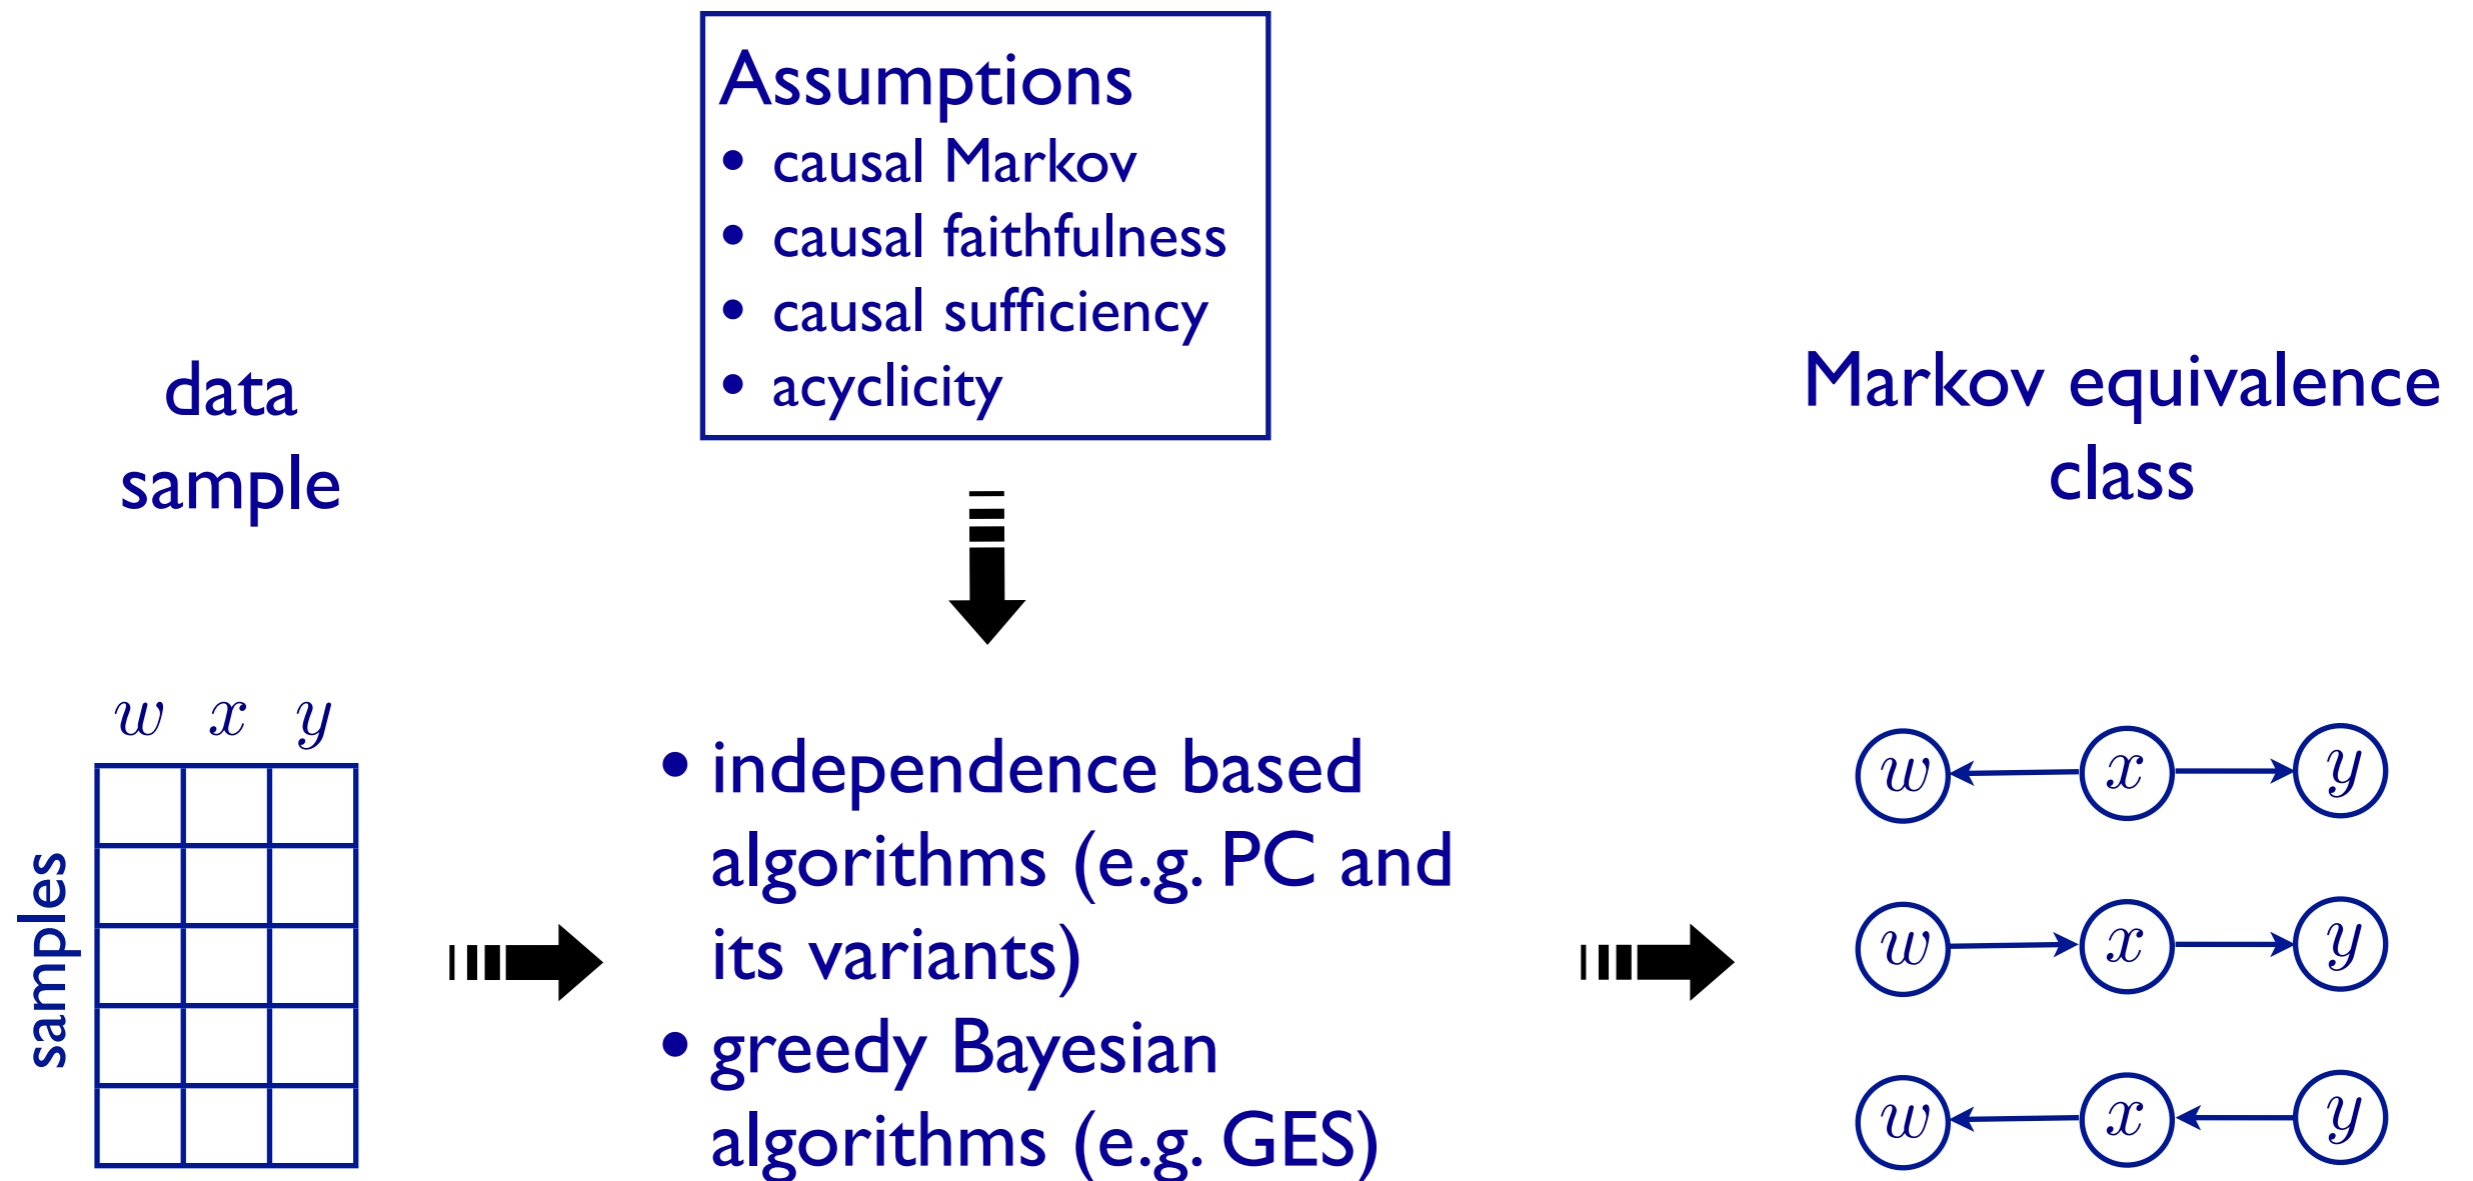 Assumptions
• causal Markov
• causal faithfulness
• causal sufficiency
• acyclicity
data
sample
Markov equivalence
class
w x y
samples
• independence based
algorithms (e.g. PC and
its variants)
• greedy Bayesian
algorithms (e.g. GES)
w x y
w x y
w x y